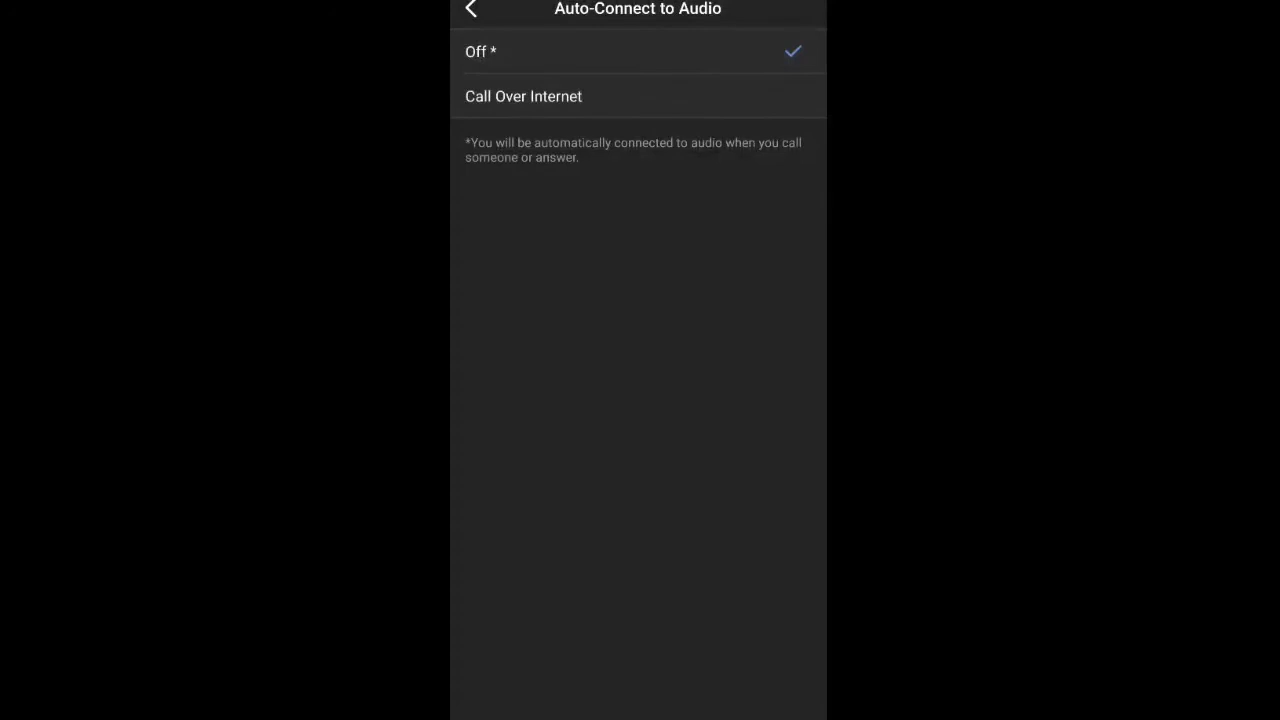 Auto-Connect to Audio
Off *
Call Over Internet
*You will be automatically connected to audio when you call
someone or answer.